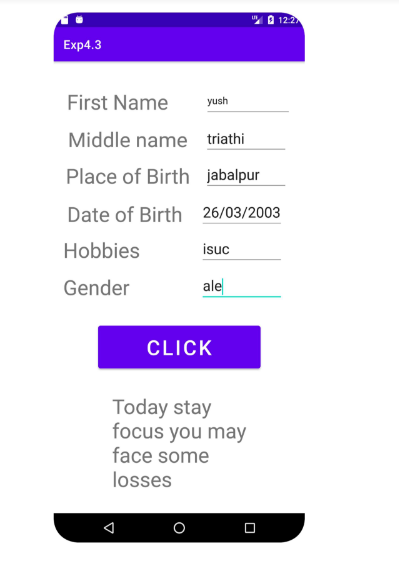 12:27
Exp4.3
First Name yush
Middle name triathi
Place of Birth jabalpur
Date of Birth 26/03/2003
Hobbies isuc
Gender ale
CLICK
Today stay
focus you may
face some
losses